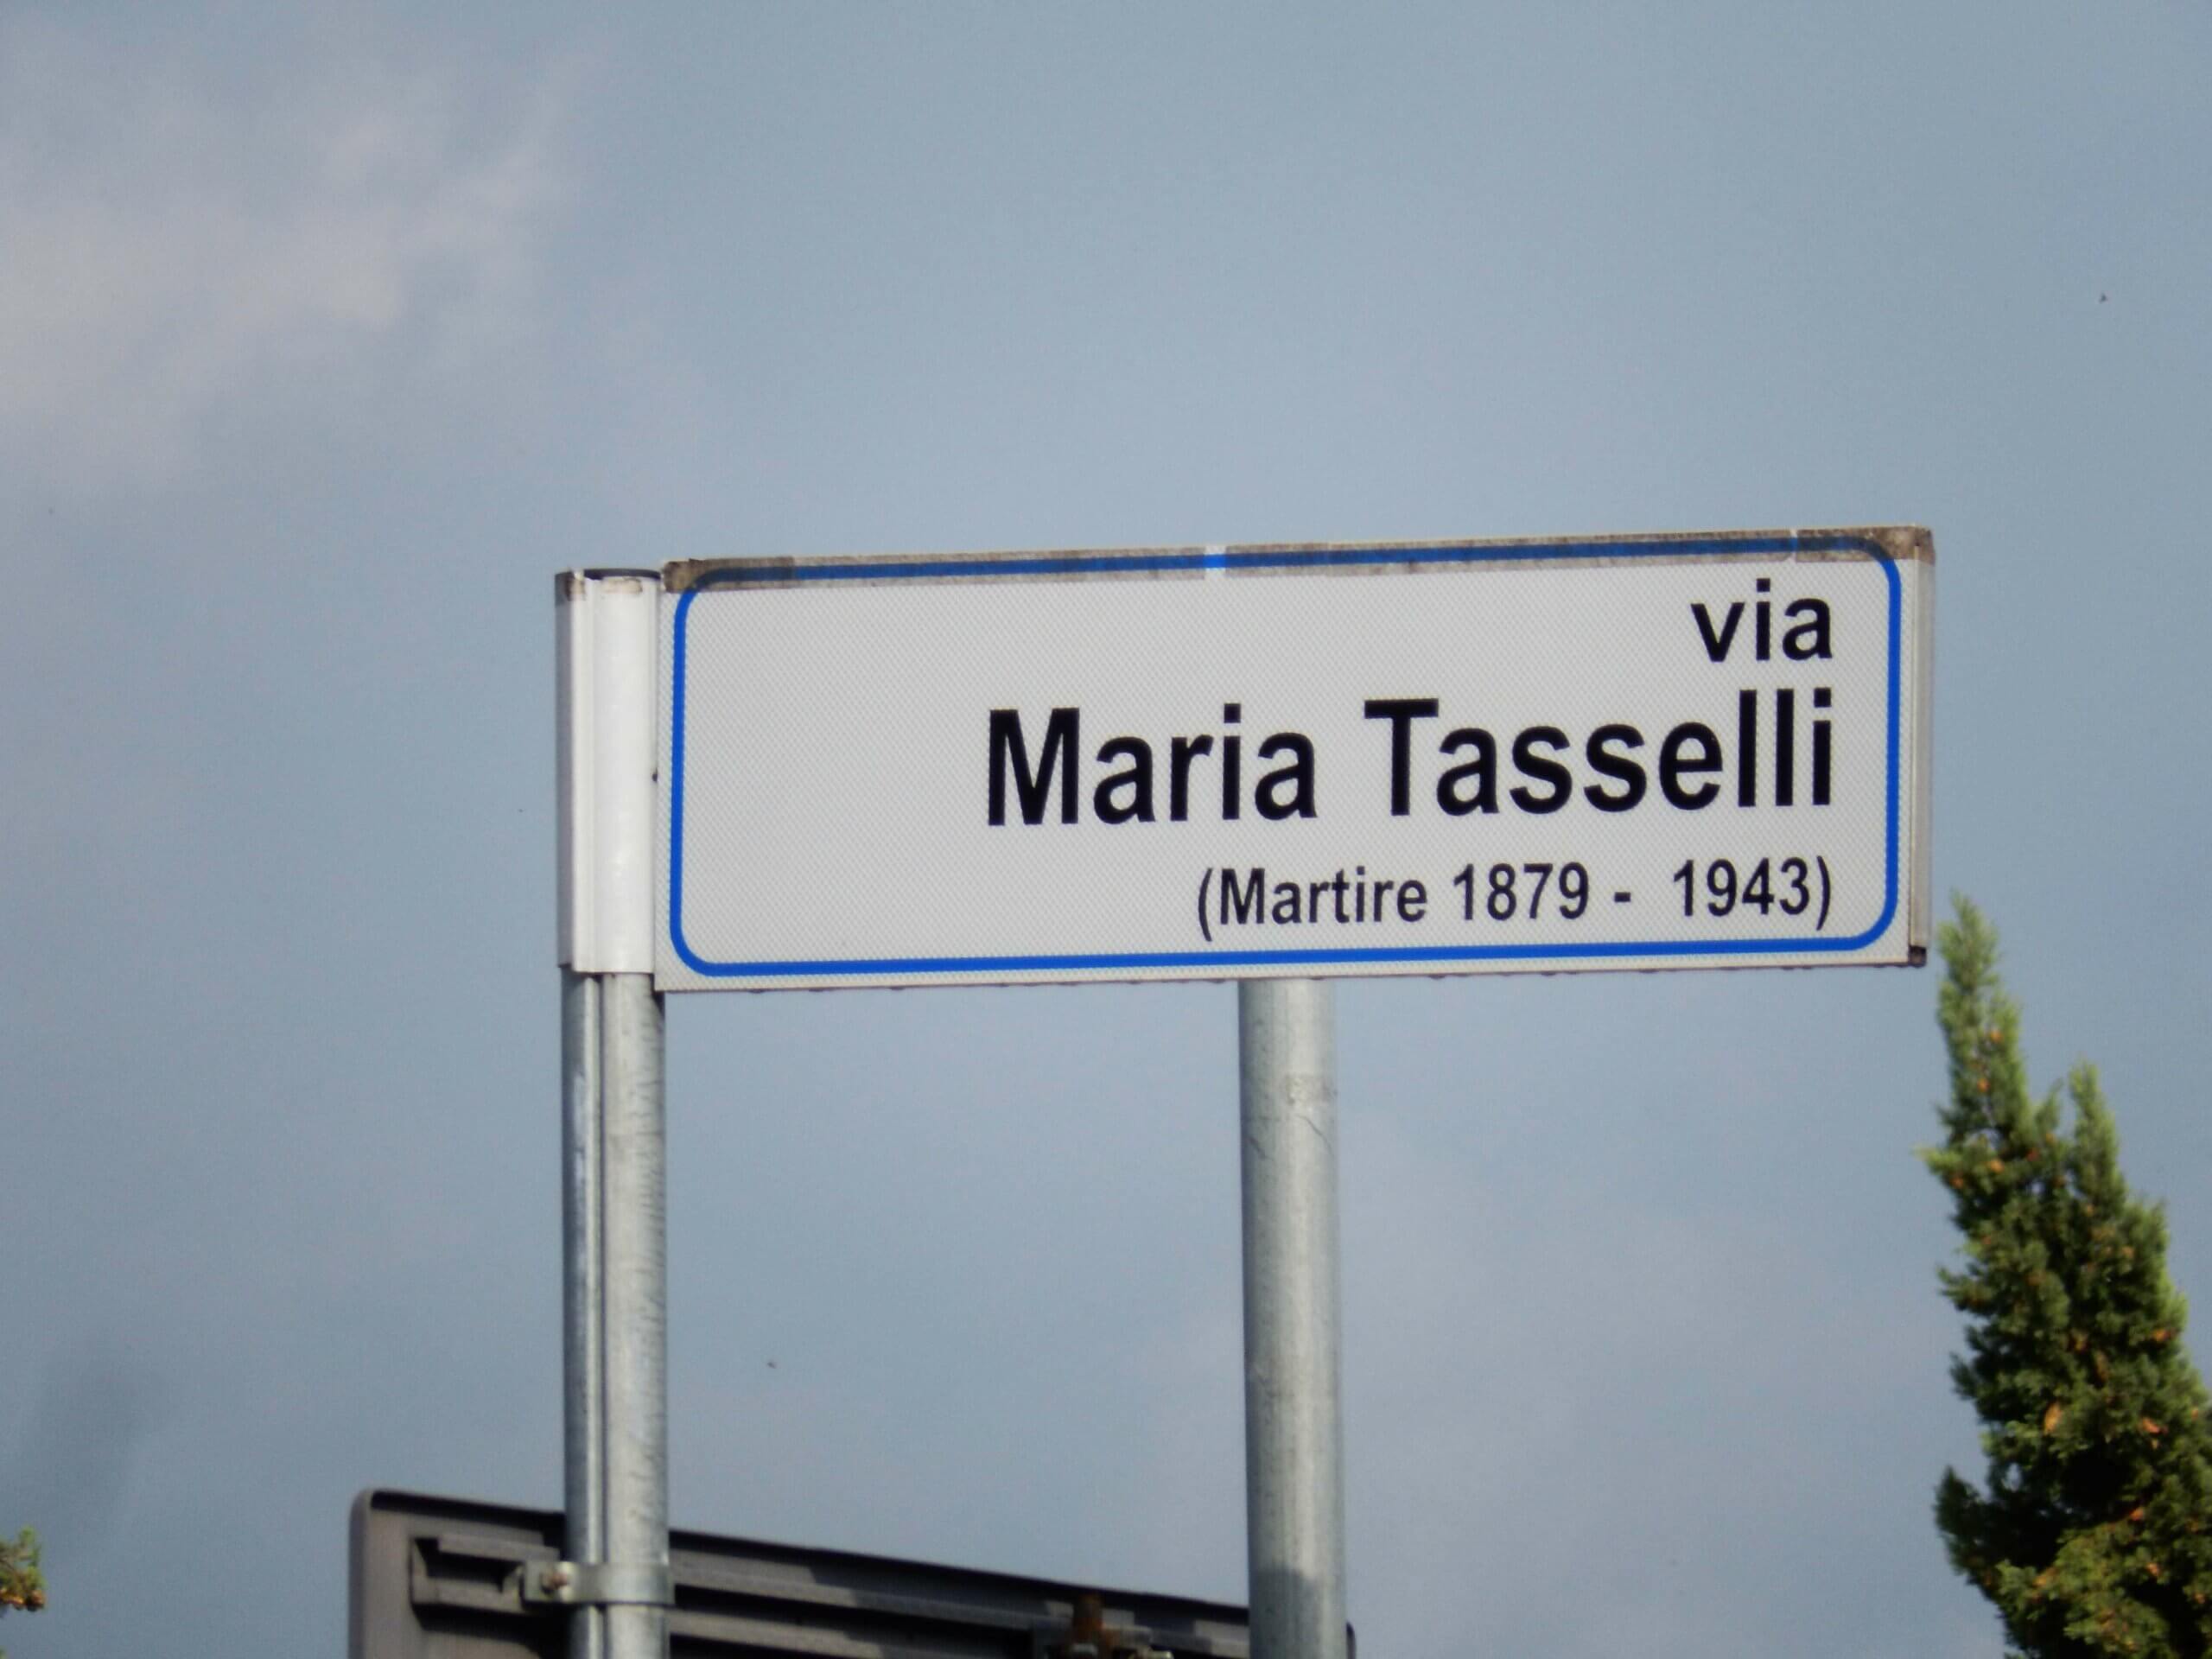 via
Maria Tasselli
(Martire 1879 - 1943)